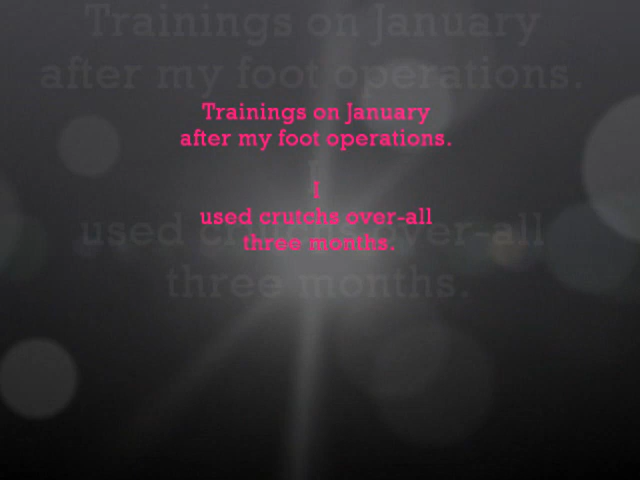 Trainings on January
after my foot operations.
I
used crutchs over-all
three months.